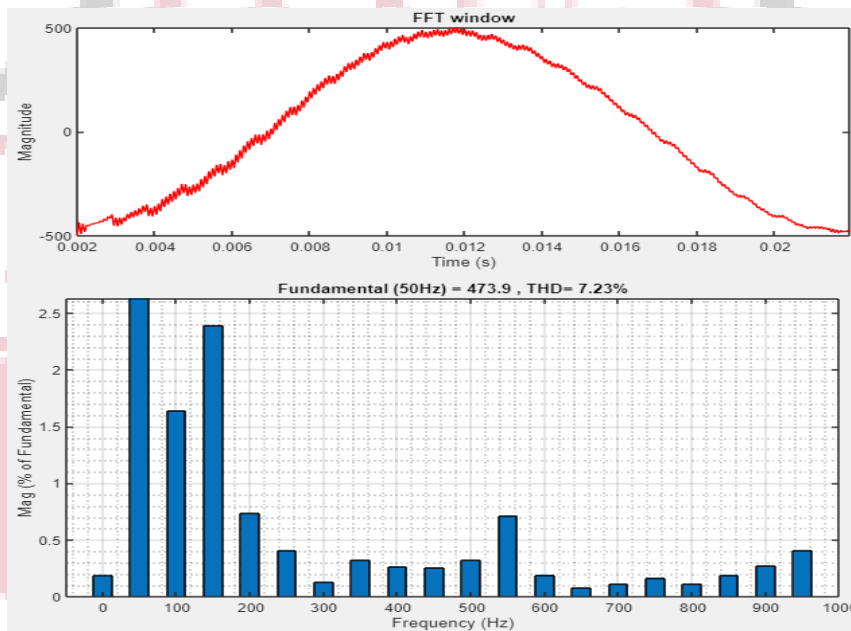 FFT window
500
0
-500
Magnitude
0.002 0.004 0.006 0.008 0.01 0.012 0.014 0.016 0.018 0.02
Time (s)
Fundamental (50Hz) = 473.9 , THD= 7.23%
2.5
2
1.5
1
0.5
0
Mag (% of Fundamental)
0 100 200 300 400 500 600 700 800 900 1000
Frequency (Hz)